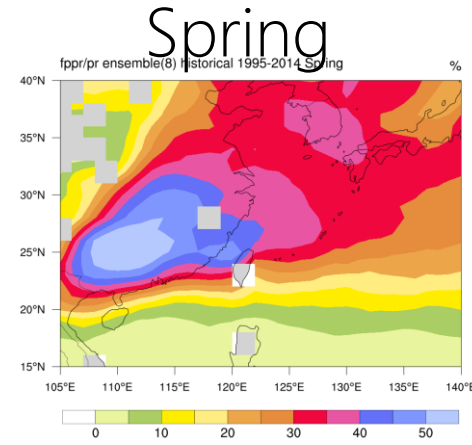 Spring
fppr/pr ensemble(8) historical 1995-2014 Spring %
40°N
35°N
30°N
25°N
20°N
15°N
105°E 110°E 115°E 120°E 125°E 130°E 135°E 140°E
0 10 20 30 40 50